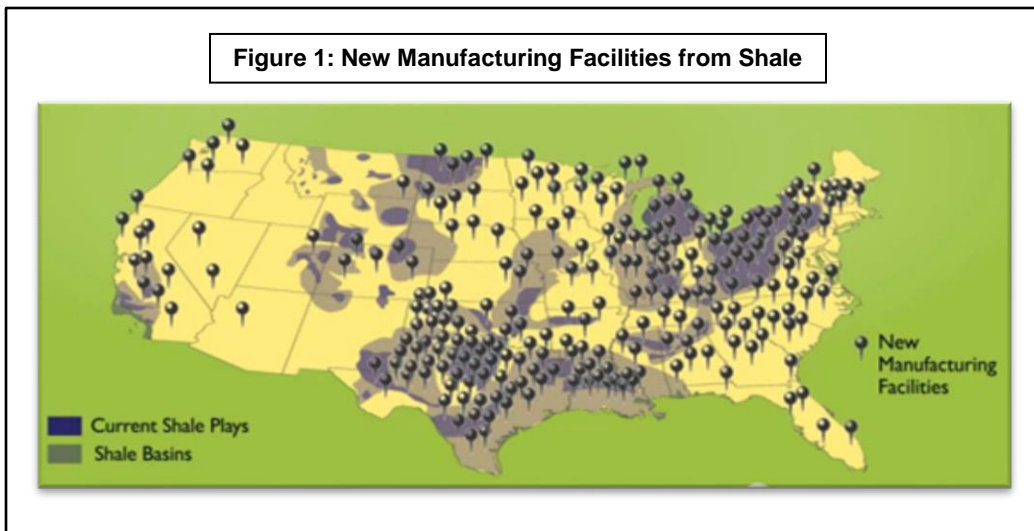 Figure 1: New Manufacturing Facilities from Shale
New
Manufacturing
Facilities
Current Shale Plays
Shale Basins